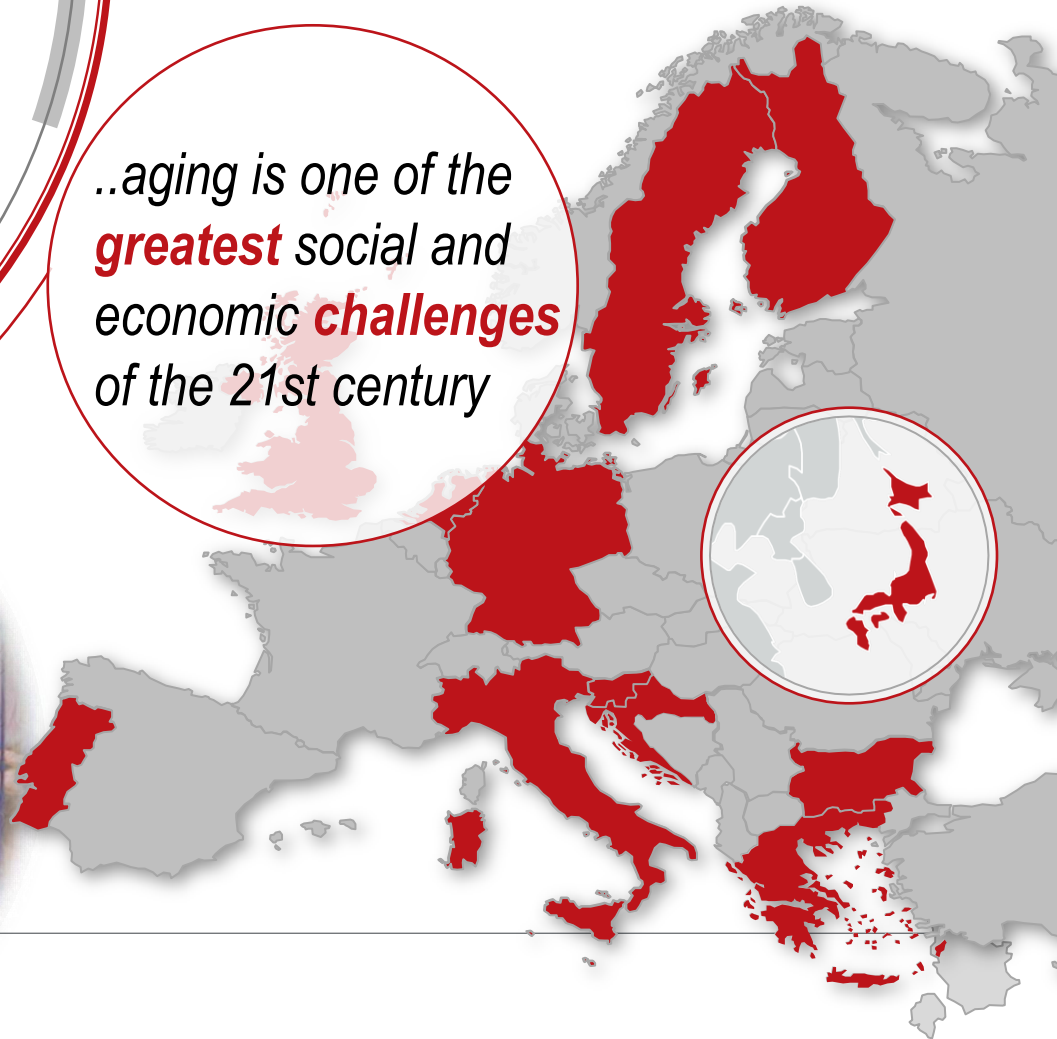 ..aging is one of the
greatest social and
economic challenges
of the 21st century